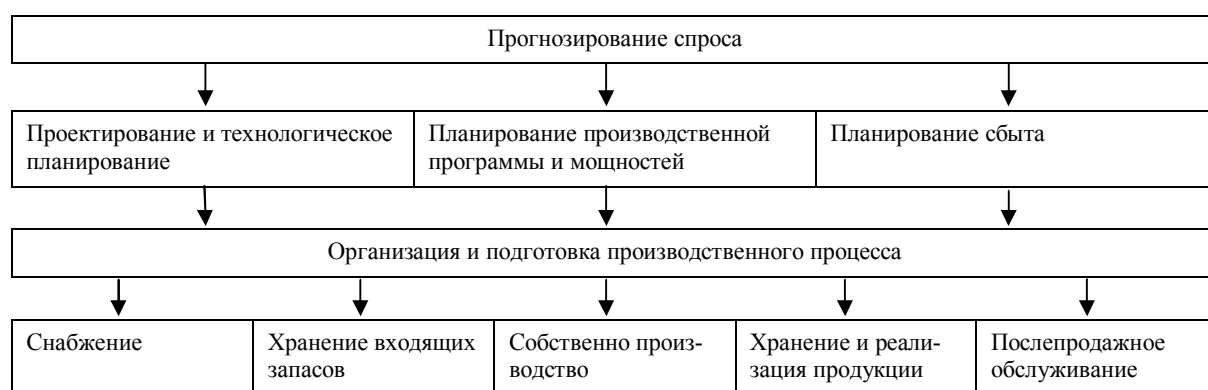 Прогнозирование спроса
Проектирование и технологическое
планирование
Планирование производственной
программы и мощностей
Планирование сбыта
Организация и подготовка производственного процесса
Снабжение
Хранение входящих
запасов
Собственно произ-
водство
Хранение и реали-
зация продукции
Послепродажное
обслуживание